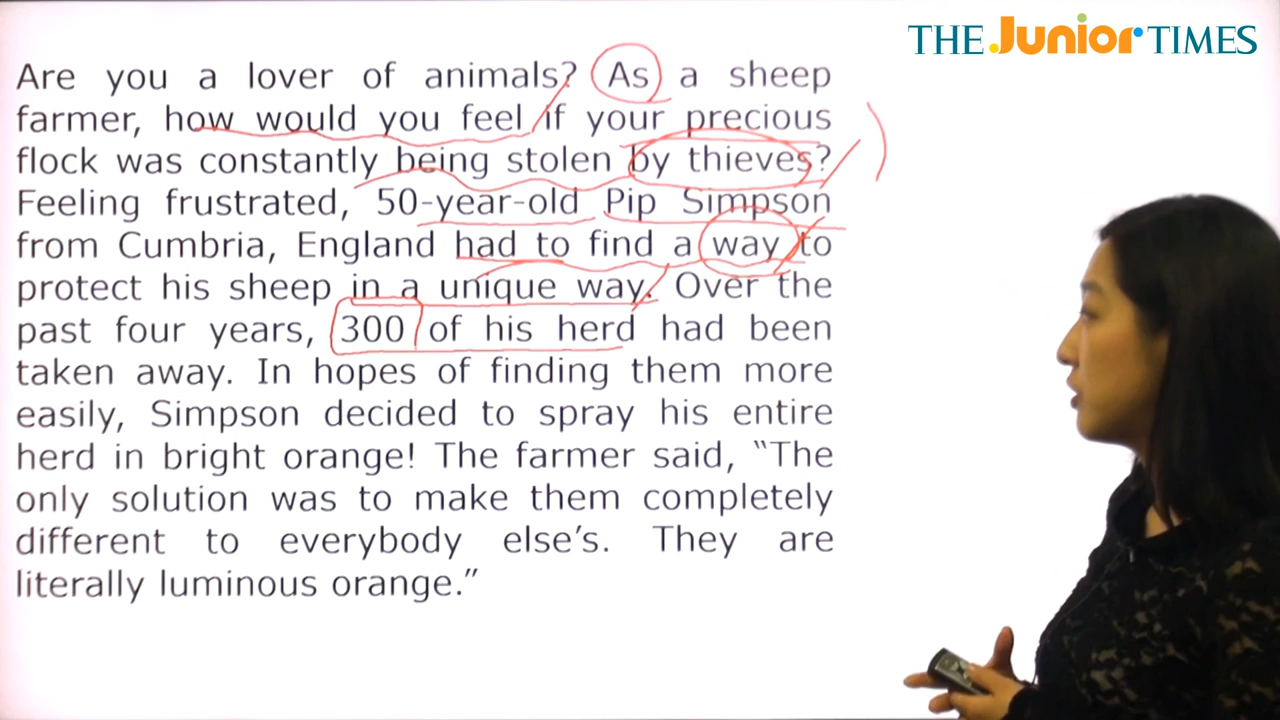 THE Junior TIMES
Are you a lover of animals? As a sheep
farmer, how would you feel if your precious
flock was constantly being stolen by thieves?
Feeling frustrated, 50-year-old Pip Simpson
from Cumbria, England had to find a way to
protect his sheep in a unique way. Over the
past four years, 300 of his herd had been
taken away. In hopes of finding them more
easily, Simpson decided to spray his entire
herd in bright orange! The farmer said, “The
only solution was to make them completely
different to everybody else’s. They are
literally luminous orange.”